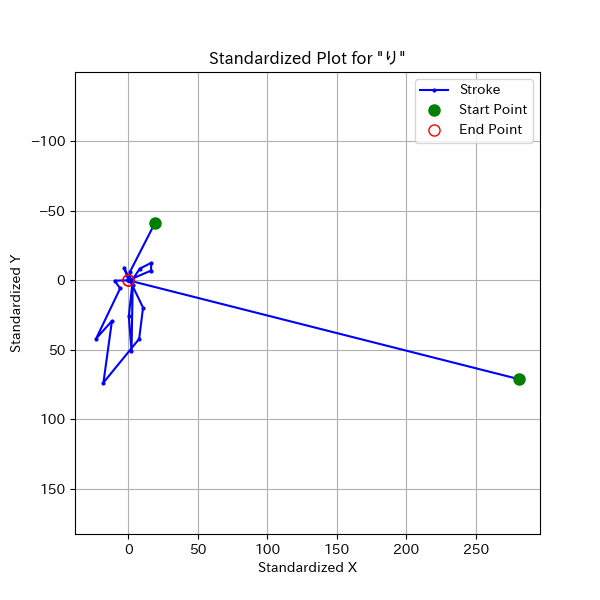 Standardized Plot for "り"
Stroke
Start Point
End Point
Standardized Y
−100
−50
0
50
100
150
0 50 100 150 200 250
Standardized X